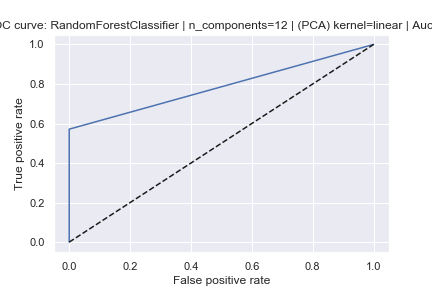 OC curve: RandomForestClassifier | n_components=12 | (PCA) kernel=linear | Auc
1.0
0.8
0.6
0.4
0.2
0.0
True positive rate
0.0 0.2 0.4 0.6 0.8 1.0
False positive rate